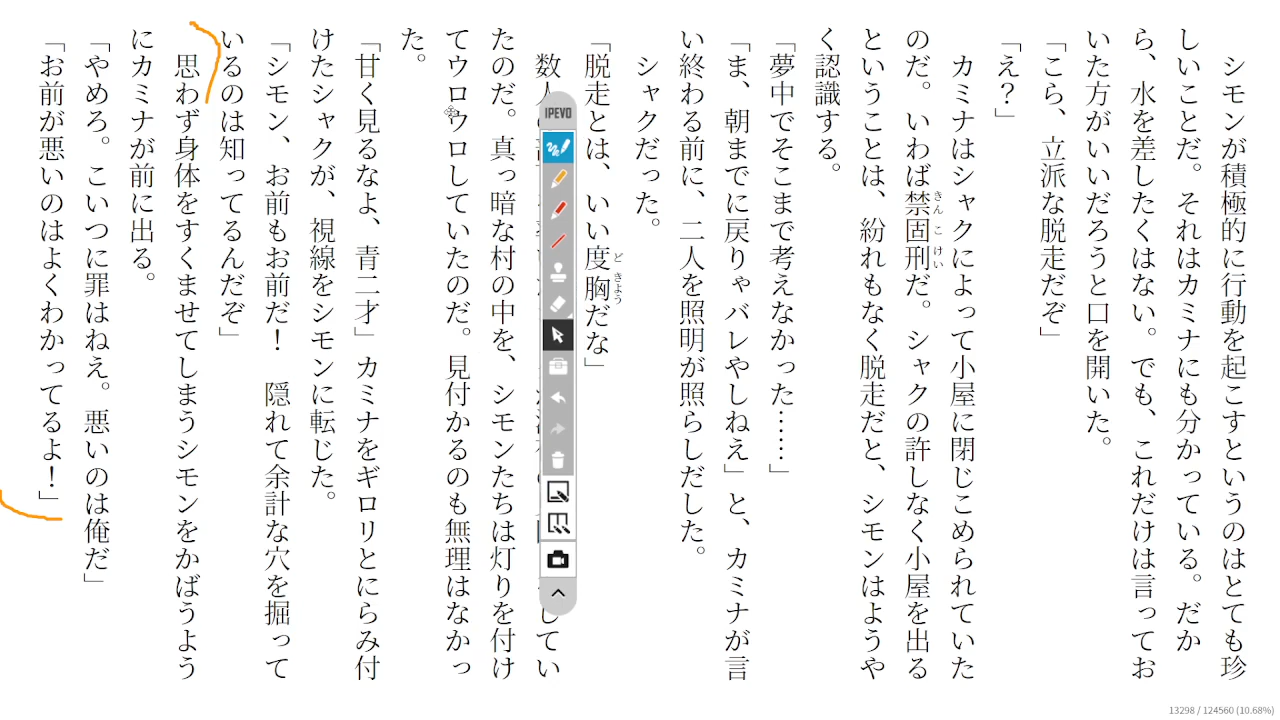 シモンが積極的に行動を起こすというのはとても珍
しいことだ。それはカミナにも分かっている。だか
ら、水を差したくはない。でも、これだけは言ってお
いた方がいいだろうと口を開いた。
「こら、立派な脱走だぞ」
「え？」
カミナはシャクによって小屋に閉じこめられていた
のだ。いわば禁固刑だ。シャクの許しなく小屋を出る
ということは、紛れもなく脱走だと、シモンはようや
く認識する。
「夢中でそこまで考えなかった……」
「ま、朝までに戻りゃバレやしねえ」と、カミナが言
い終わる前に、二人を照明が照らしだした。
シャクだった。
「脱走とは、いい度胸だな」
数人
してい
たのだ。真っ暗な村の中を、シモンたちは灯りを付け
てウロウロしていたのだ。見付かるのも無理はなかっ
た。
「甘く見るなよ、青二才」カミナをギロリとにらみ付
けたシャクが、視線をシモンに転じた。
「シモン、お前もお前だ！　隠れて余計な穴を掘って
いるのは知ってるんだぞ」
思わず身体をすくませてしまうシモンをかばうよう
にカミナが前に出る。
「やめろ。こいつに罪はねえ。悪いのは俺だ」
「お前が悪いのはよくわかってるよ！」
きんこけい
どきょう
IPEVO
13298 / 124560 (10.68%)